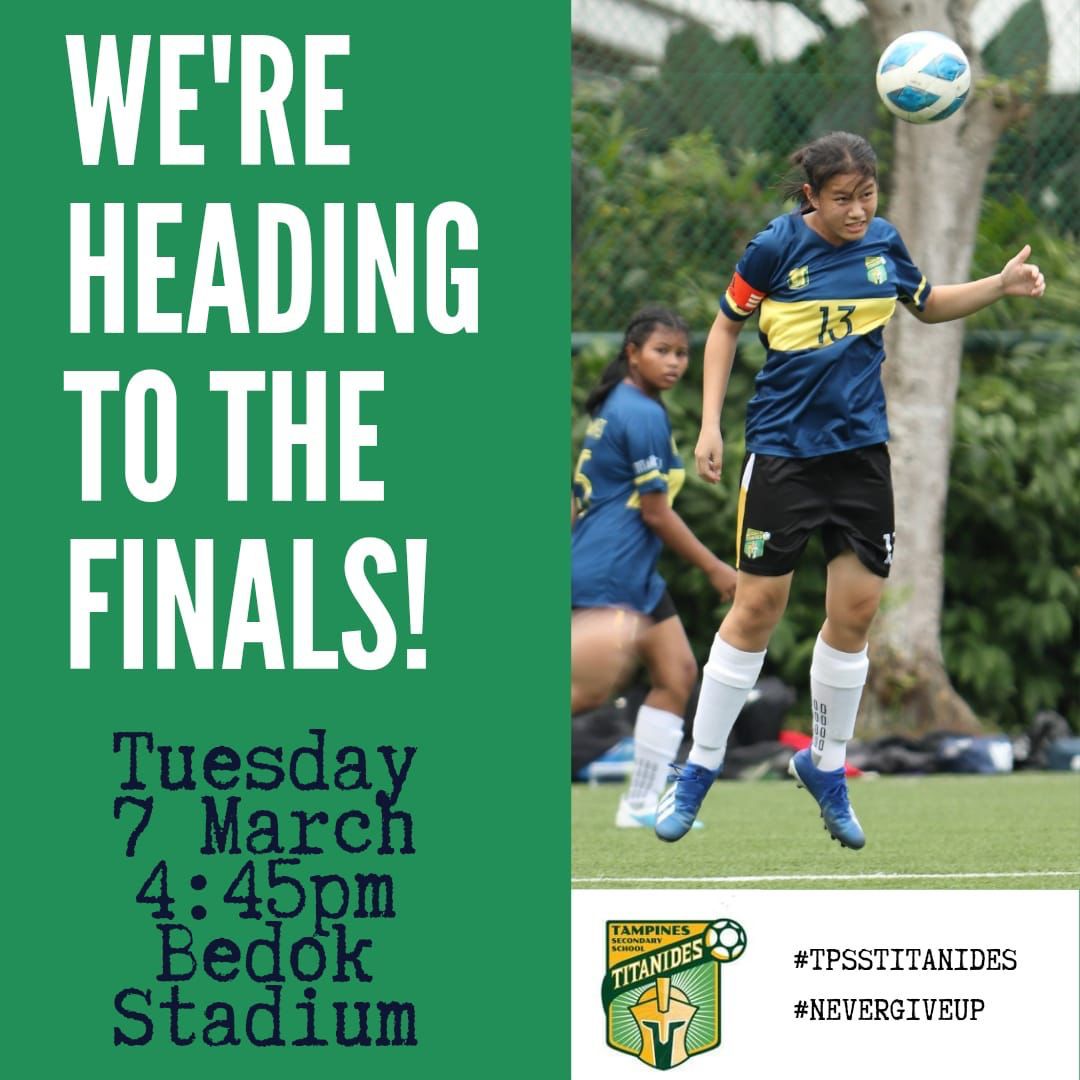 WE'RE
HEADING
TO THE
FINALS!
Tuesday
7 March
4:45pm
Bedok
Stadium
13
TAMPINES
SECONDARY
SCHOOL
TITANIDES
#TPSSTITANIDES
#NEVERGIVEUP